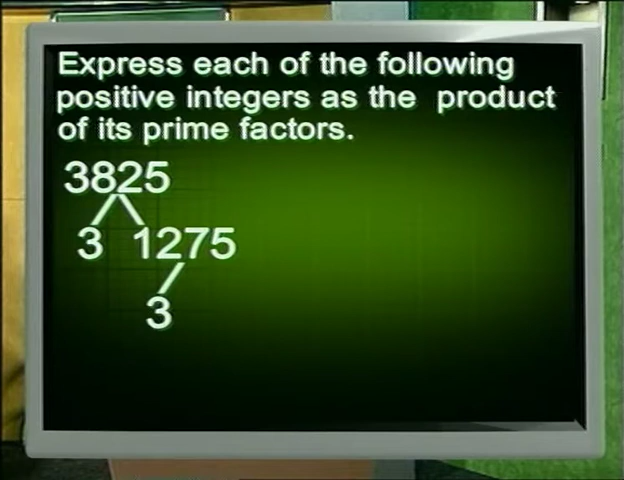 Express each of the following
positive integers as the product
of its prime factors.
3825
3 1275
3